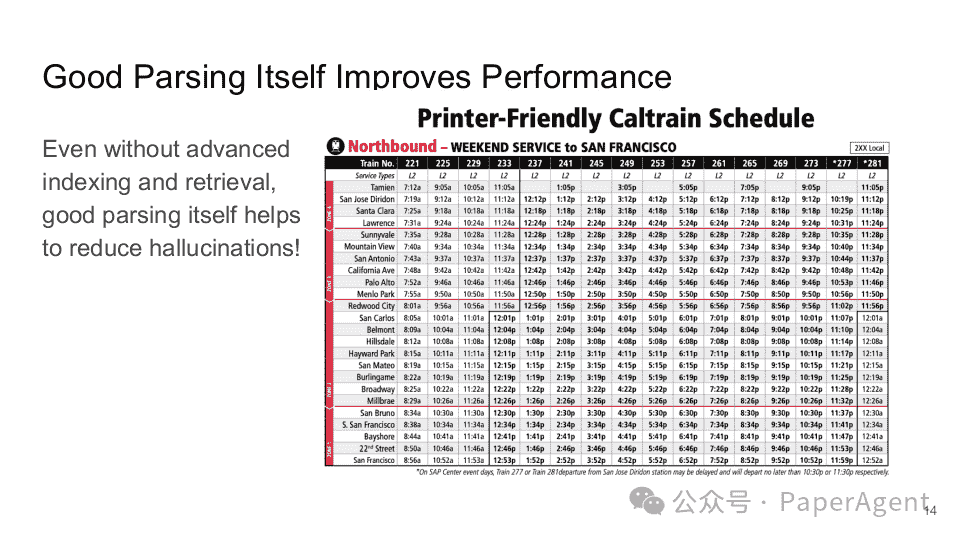 Good Parsing Itself Improves Performance
Even without advanced
indexing and retrieval,
good parsing itself helps
to reduce hallucinations!
Printer-Friendly Caltrain Schedule
Northbound – WEEKEND SERVICE to SAN FRANCISCO
2XX Local
Train No. 221 225 229 233 237 241 245 249 253 257 261 265 269 273 *277 *281
Service Types L2 L2 L2 L2 L2 L2 L2 L2 L2 L2 L2 L2 L2 L2 L2 L2
Tamien 7:12a 9:05a 10:05a 11:05a 1:05p 3:05p 5:05p 7:05p 9:05p 11:05p
San Jose Diridon 7:19a 9:12a 10:12a 11:12a 12:12p 1:12p 2:12p 3:12p 4:12p 5:12p 6:12p 7:12p 8:12p 9:12p 10:19p 11:12p
Santa Clara 7:25a 9:18a 10:18a 11:18a 12:18p 1:18p 2:18p 3:18p 4:18p 5:18p 6:18p 7:18p 8:18p 9:18p 10:25p 11:18p
Lawrence 7:31a 9:24a 10:24a 11:24a 12:24p 1:24p 2:24p 3:24p 4:24p 5:24p 6:24p 7:24p 8:24p 9:24p 10:31p 11:24p
Sunnyvale 7:35a 9:28a 10:28a 11:28a 12:28p 1:28p 2:28p 3:28p 4:28p 5:28p 6:28p 7:28p 8:28p 9:28p 10:35p 11:28p
Mountain View 7:40a 9:34a 10:34a 11:34a 12:34p 1:34p 2:34p 3:34p 4:34p 5:34p 6:34p 7:34p 8:34p 9:34p 10:40p 11:34p
San Antonio 7:43a 9:37a 10:37a 11:37a 12:37p 1:37p 2:37p 3:37p 4:37p 5:37p 6:37p 7:37p 8:37p 9:37p 10:44p 11:37p
California Ave 7:48a 9:42a 10:42a 11:42a 12:42p 1:42p 2:42p 3:42p 4:42p 5:42p 6:42p 7:42p 8:42p 9:42p 10:48p 11:42p
Palo Alto 7:52a 9:46a 10:46a 11:46a 12:46p 1:46p 2:46p 3:46p 4:46p 5:46p 6:46p 7:46p 8:46p 9:46p 10:53p 11:46p
Menlo Park 7:55a 9:50a 10:50a 11:50a 12:50p 1:50p 2:50p 3:50p 4:50p 5:50p 6:50p 7:50p 8:50p 9:50p 10:56p 11:50p
Redwood City 8:01a 9:56a 10:56a 11:56a 12:56p 1:56p 2:56p 3:56p 4:56p 5:56p 6:56p 7:56p 8:56p 9:56p 11:02p 11:56p
San Carlos 8:05a 10:01a 11:01a 12:01p 1:01p 2:01p 3:01p 4:01p 5:01p 6:01p 7:01p 8:01p 9:01p 10:01p 11:07p 12:01a
Belmont 8:09a 10:04a 11:04a 12:04p 1:04p 2:04p 3:04p 4:04p 5:04p 6:04p 7:04p 8:04p 9:04p 10:04p 11:10p 12:04a
Hillsdale 8:12a 10:08a 11:08a 12:08p 1:08p 2:08p 3:08p 4:08p 5:08p 6:08p 7:08p 8:08p 9:08p 10:08p 11:14p 12:08a
Hayward Park 8:15a 10:11a 11:11a 12:11p 1:11p 2:11p 3:11p 4:11p 5:11p 6:11p 7:11p 8:11p 9:11p 10:11p 11:17p 12:11a
San Mateo 8:19a 10:15a 11:15a 12:15p 1:15p 2:15p 3:15p 4:15p 5:15p 6:15p 7:15p 8:15p 9:15p 10:15p 11:21p 12:15a
Burlingame 8:22a 10:19a 11:19a 12:19p 1:19p 2:19p 3:19p 4:19p 5:19p 6:19p 7:19p 8:19p 9:19p 10:19p 11:25p 12:19a
Broadway 8:25a 10:22a 11:22a 12:22p 1:22p 2:22p 3:22p 4:22p 5:22p 6:22p 7:22p 8:22p 9:22p 10:22p 11:28p 12:22a
Millbrae 8:29a 10:26a 11:26a 12:26p 1:26p 2:26p 3:26p 4:26p 5:26p 6:26p 7:26p 8:26p 9:26p 10:26p 11:32p 12:26a
San Bruno 8:34a 10:30a 11:30a 12:30p 1:30p 2:30p 3:30p 4:30p 5:30p 6:30p 7:30p 8:30p 9:30p 10:30p 11:37p 12:30a
S. San Francisco 8:38a 10:34a 11:34a 12:34p 1:34p 2:34p 3:34p 4:34p 5:34p 6:34p 7:34p 8:34p 9:34p 10:34p 11:41p 12:34a
Bayshore 8:44a 10:41a 11:41a 12:41p 1:41p 2:41p 3:41p 4:41p 5:41p 6:41p 7:41p 8:41p 9:41p 10:41p 11:47p 12:41a
22nd Street 8:50a 10:46a 11:46a 12:46p 1:46p 2:46p 3:46p 4:46p 5:46p 6:46p 7:46p 8:46p 9:46p 10:46p 11:53p 12:46a
San Francisco 8:56a 10:52a 11:53a 12:53p 1:52p 2:52p 3:52p 4:52p 5:52p 6:52p 7:52p 8:52p 9:52p 10:52p 11:59p 12:52a
*On SAP Center event days, Train 277 or Train 281departure from San Jose Diridon station may be delayed and will depart no later than 10:30p or 11:30p respectively.
公众号 · PaperAgent
14